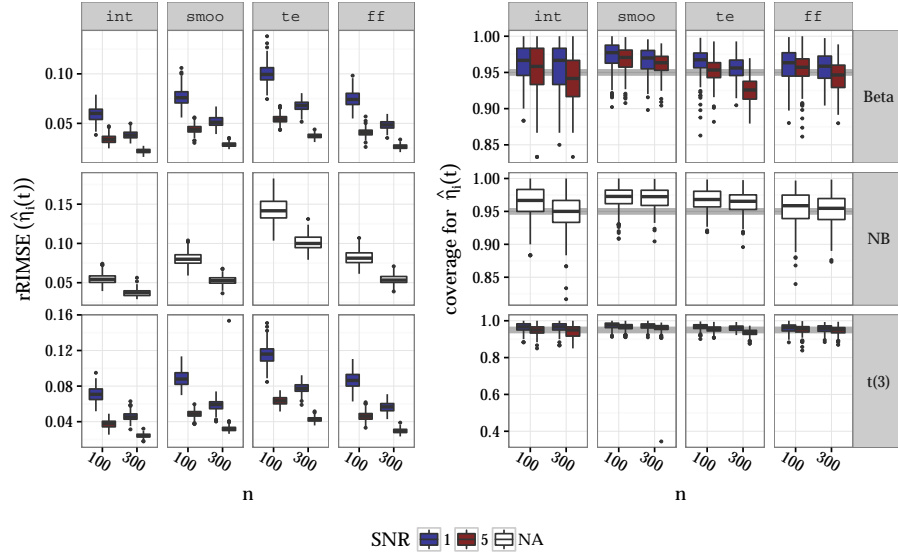 int smoo te ff
0.10
0.05
0.15
0.10
0.05
0.16
0.12
0.08
0.04
rRIMSE (η̂ᵢ(t))
100 300 100 300 100 300 100 300
n
int smoo te ff
1.00
0.95
0.90
0.85
Beta
1.00
0.95
0.90
0.85
NB
1.0
0.8
0.6
0.4
t(3)
coverage for η̂ᵢ(t)
100 300 100 300 100 300 100 300
n
SNR 1 5 NA